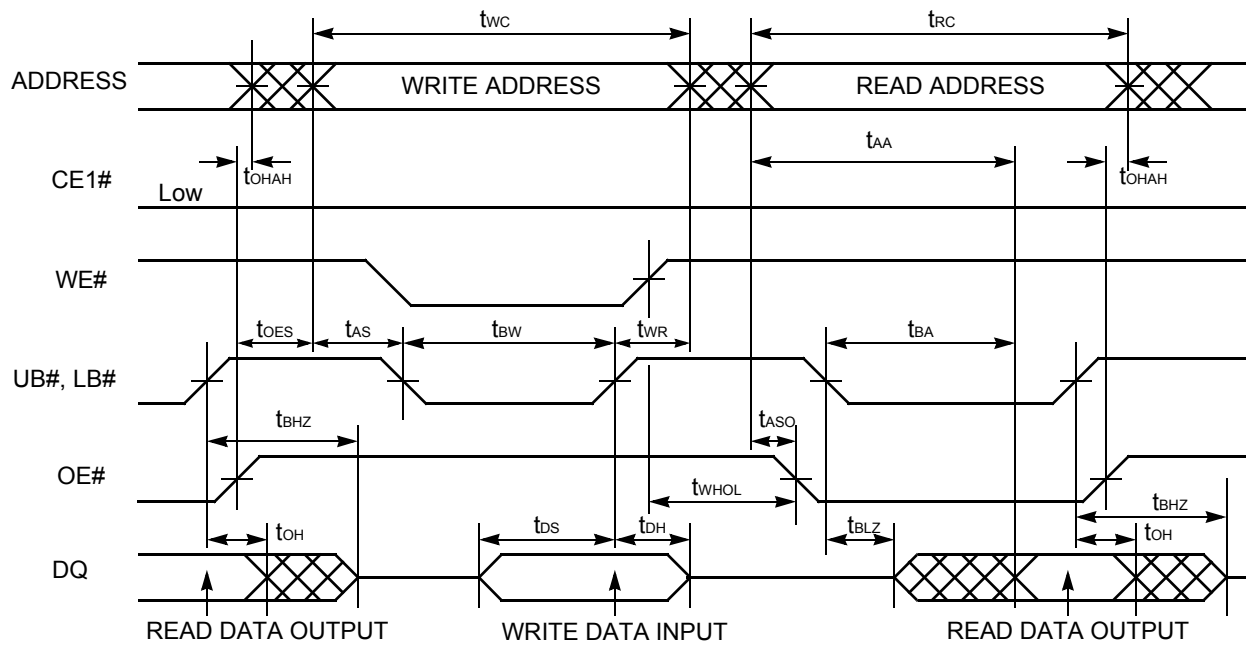 tWC
tRC
ADDRESS
WRITE ADDRESS
READ ADDRESS
tAA
CE1#
tOHAH
tOHAH
Low
WE#
tOES
tAS
tBW
tWR
tBA
UB#, LB#
tBHZ
tASO
OE#
tWHOL
tBHZ
tOH
tDS
tDH
tBLZ
tOH
DQ
READ DATA OUTPUT
WRITE DATA INPUT
READ DATA OUTPUT